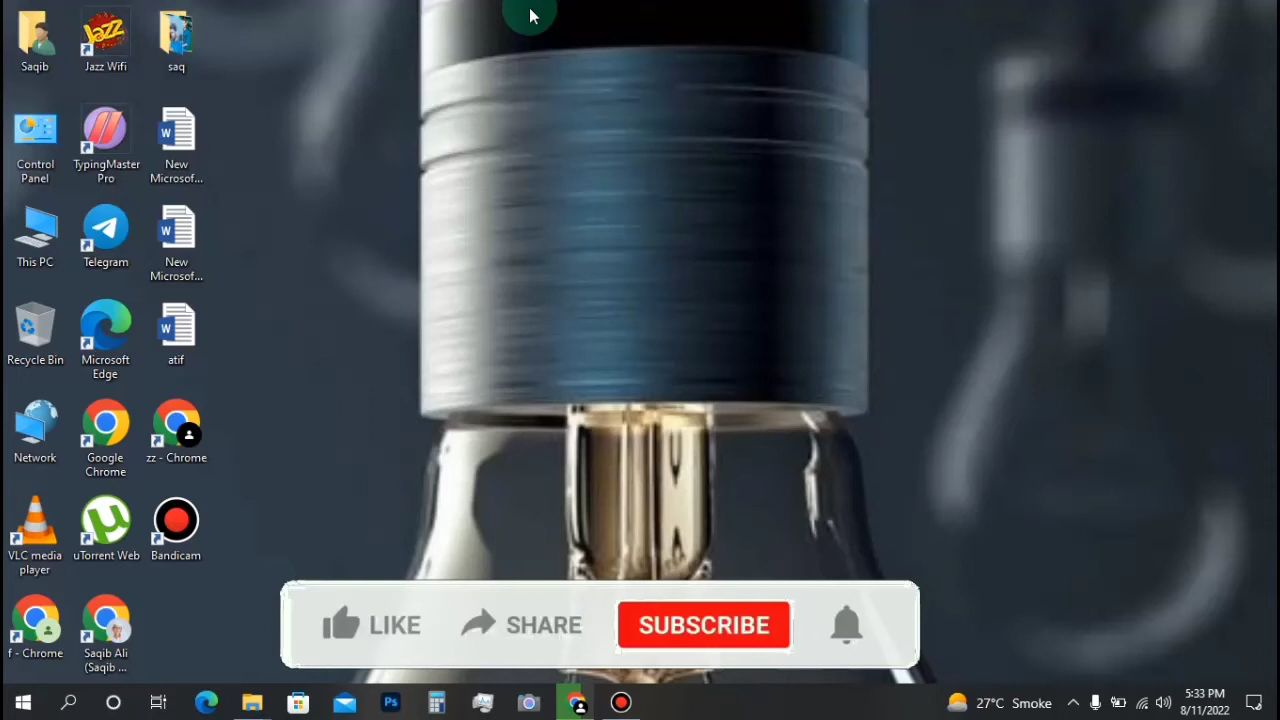 Saqib
Jazz Wifi
saq
Control
Panel
TypingMaster
Pro
New
Microsof...
This PC
Telegram
New
Microsof...
Recycle Bin
Microsoft
Edge
atif
Network
Google
Chrome
zz - Chrome
VLC media
player
uTorrent Web
Bandicam
f - Chrome
Saqib Ali
(Saqib ...
LIKE
SHARE
SUBSCRIBE
Ps
27°C Smoke
5:33 PM
8/11/2022